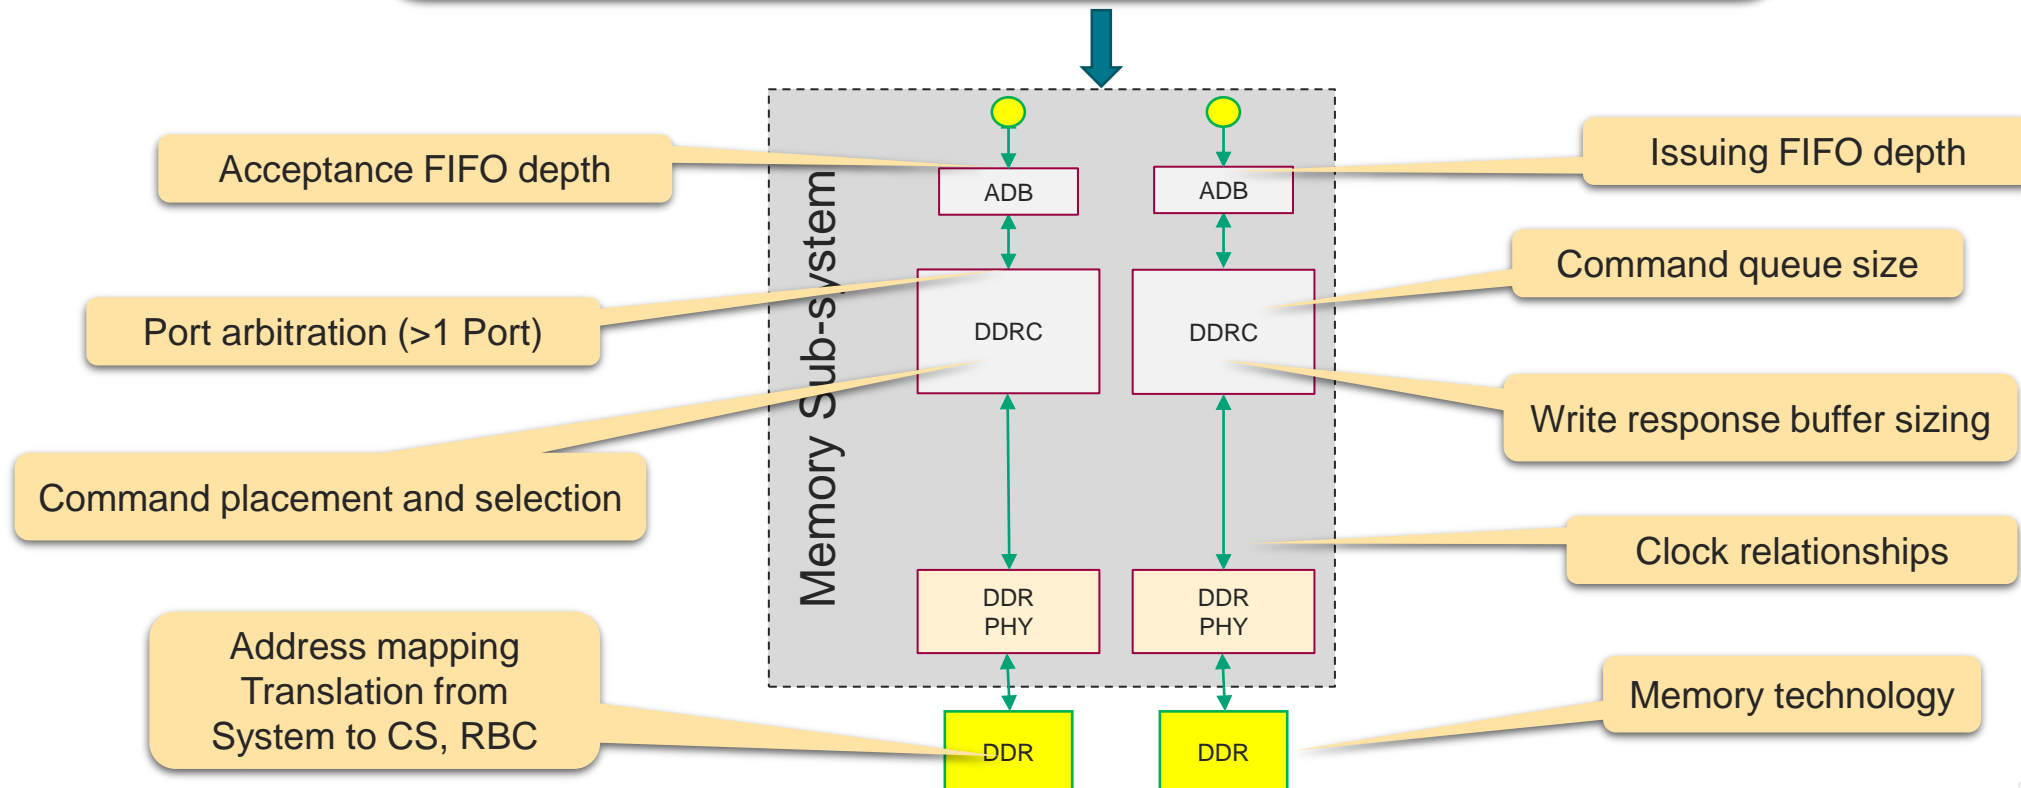 Acceptance FIFO depth
Port arbitration (>1 Port)
Command placement and selection
Address mapping
Translation from
System to CS, RBC
Memory Sub-system
ADB
ADB
DDRC
DDRC
DDR
PHY
DDR
PHY
DDR
DDR
Issuing FIFO depth
Command queue size
Write response buffer sizing
Clock relationships
Memory technology